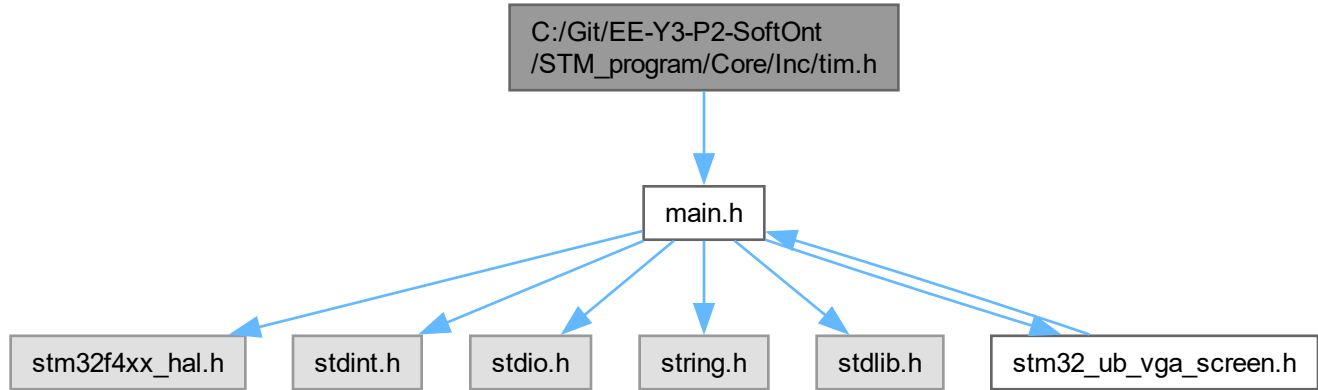 C:/Git/EE-Y3-P2-SoftOnt
/STM_program/Core/Inc/tim.h
main.h
stm32f4xx_hal.h
stdint.h
stdio.h
string.h
stdlib.h
stm32_ub_vga_screen.h